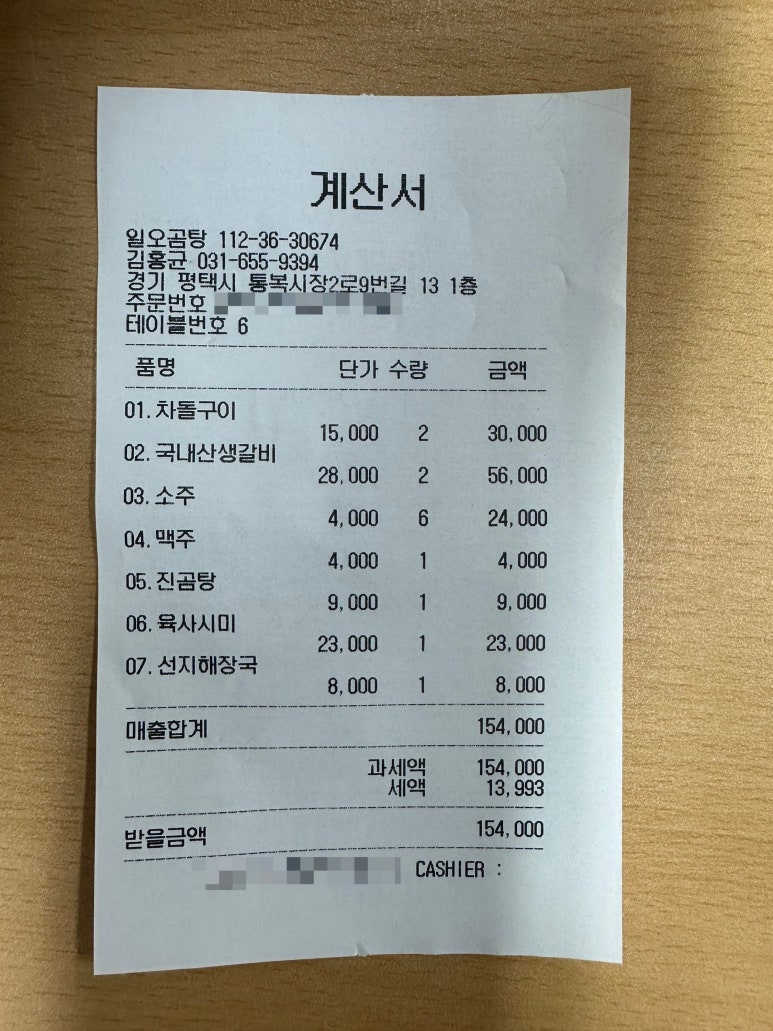 계산서
일오곰탕 112-36-30674
김홍균 031-655-9394
경기 평택시 통복시장2로9번길 13 1층
주문번호
테이블번호 6
품명 단가 수량 금액
01.차돌구이
15,000 2 30,000
02.국내산생갈비
28,000 2 56,000
03.소주
4,000 6 24,000
04.맥주
4,000 1 4,000
05.진곰탕
9,000 1 9,000
06.육사시미
23,000 1 23,000
07.선지해장국
8,000 1 8,000
매출합계 154,000
과세액 154,000
세액 13,993
받을금액 154,000
CASHIER :